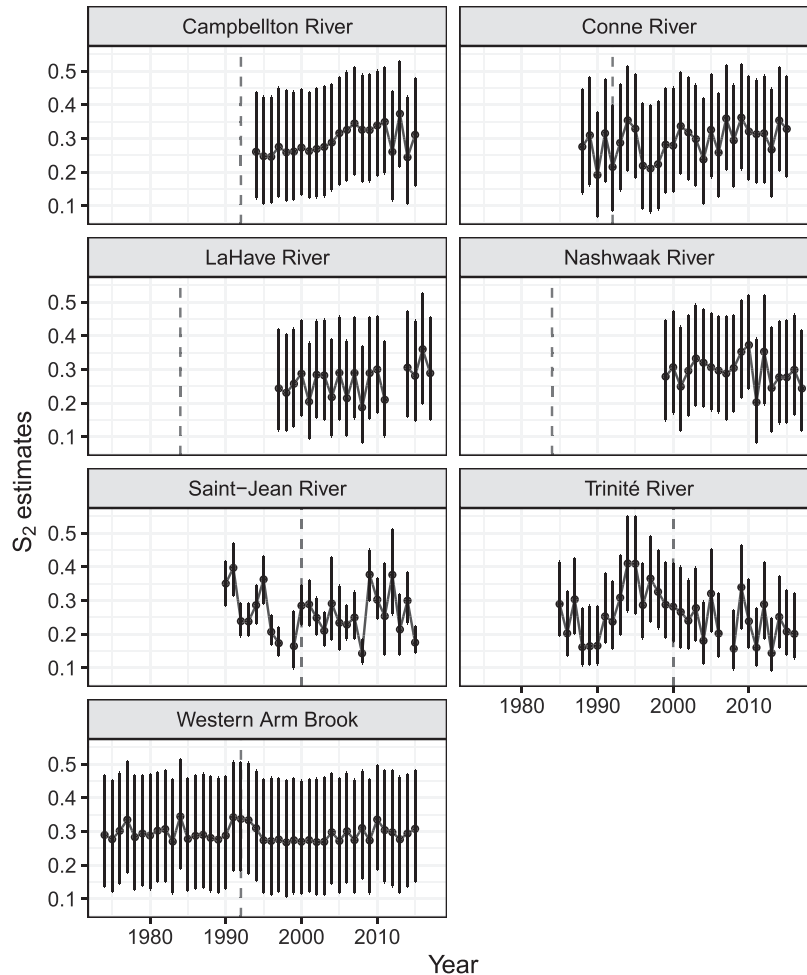 Campbellton River
Conne River
0.5
0.4
0.3
0.2
0.1
LaHave River
Nashwaak River
0.5
0.4
0.3
0.2
0.1
Saint−Jean River
Trinité River
0.5
0.4
0.3
0.2
0.1
1980 1990 2000 2010
Western Arm Brook
0.5
0.4
0.3
0.2
0.1
1980 1990 2000 2010
S₂ estimates
Year